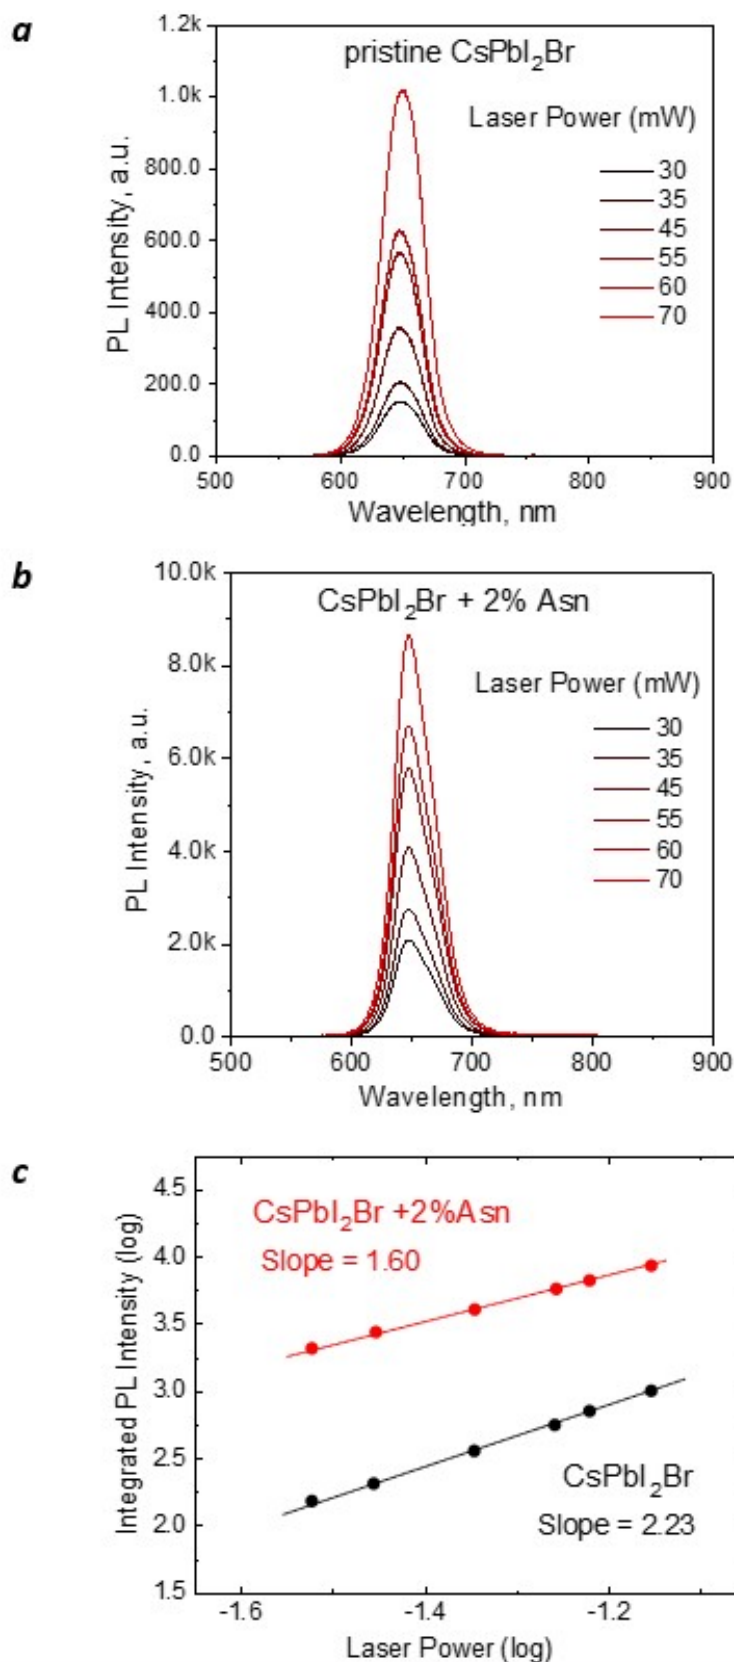 a
1.2k
pristine CsPbI₂Br
1.0k
Laser Power (mW)
800.0
30
35
600.0
45
55
400.0
60
70
200.0
0.0
PL Intensity, a.u.
500
600
700
800
900
Wavelength, nm
b
10.0k
CsPbI₂Br + 2% Asn
8.0k
Laser Power (mW)
30
6.0k
35
45
55
4.0k
60
70
2.0k
0.0
PL Intensity, a.u.
500
600
700
800
900
Wavelength, nm
c
4.5
CsPbI₂Br +2%Asn
4.0
Slope = 1.60
3.5
3.0
2.5
CsPbI₂Br
2.0
Slope = 2.23
1.5
Integrated PL Intensity (log)
-1.6
-1.4
-1.2
Laser Power (log)